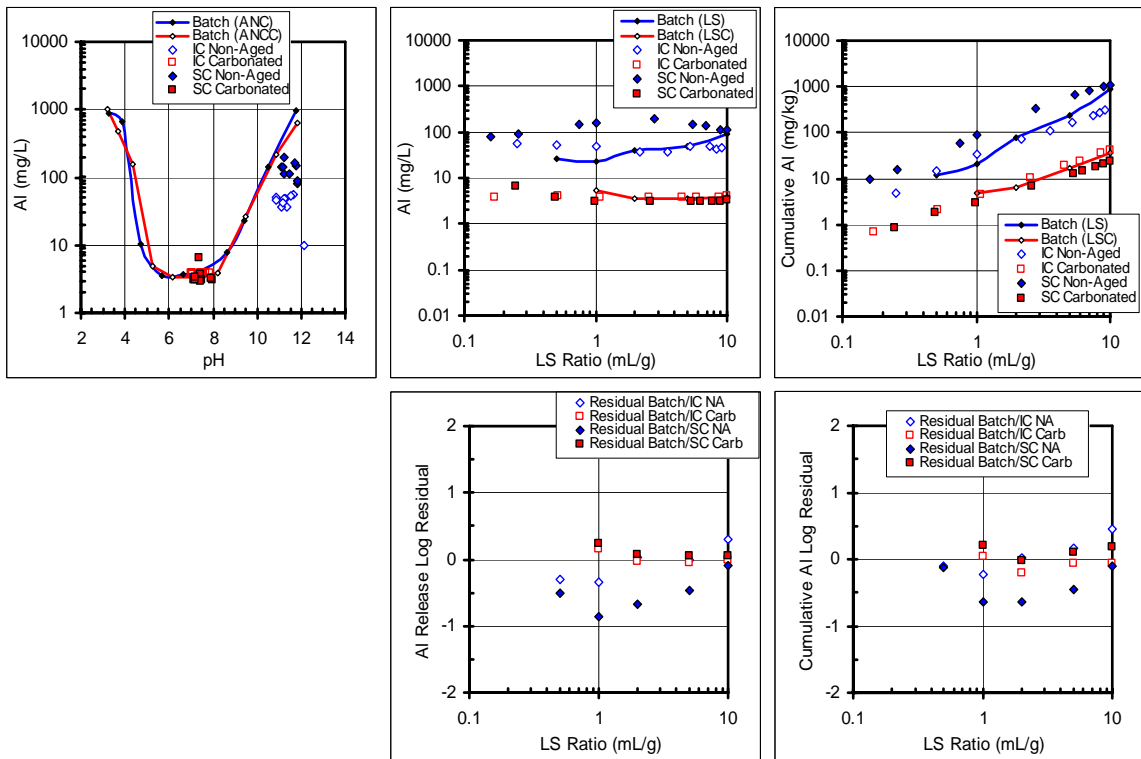 Batch (ANC)
Batch (ANCC)
IC Non-Aged
IC Carbonated
SC Non-Aged
SC Carbonated
10000
1000
100
10
1
Al (mg/L)
2 4 6 8 10 12 14
pH
Batch (LS)
Batch (LSC)
IC Non-Aged
IC Carbonated
SC Non-Aged
SC Carbonated
10000
1000
100
10
1
0.1
0.01
Al (mg/L)
0.1 1 10
LS Ratio (mL/g)
10000
1000
100
10
1
0.1
0.01
Cumulative Al (mg/kg)
Batch (LS)
Batch (LSC)
IC Non-Aged
IC Carbonated
SC Non-Aged
SC Carbonated
0.1 1 10
LS Ratio (mL/g)
Residual Batch/IC NA
Residual Batch/IC Carb
Residual Batch/SC NA
Residual Batch/SC Carb
2
1
0
-1
-2
Al Release Log Residual
0.1 1 10
LS Ratio (mL/g)
Residual Batch/IC NA
Residual Batch/IC Carb
Residual Batch/SC NA
Residual Batch/SC Carb
2
1
0
-1
-2
Cumulative Al Log Residual
0.1 1 10
LS Ratio (mL/g)